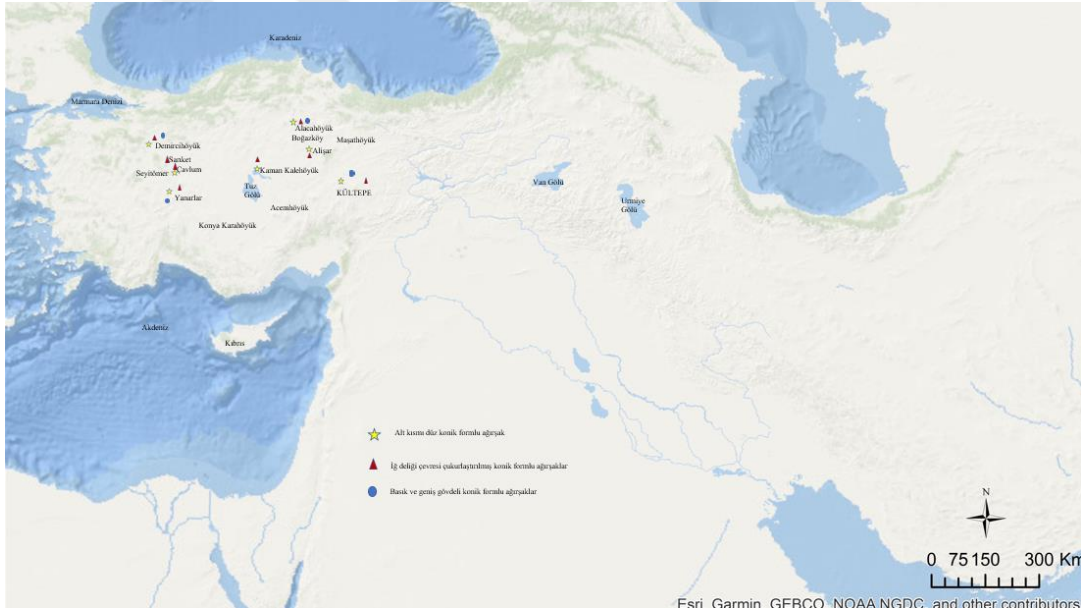 Karadeniz
Marmara Denizi
Alacahöyük
Boğazköy
Maşathöyük
Demircihöyük
Alişar
Sarıket
Çavlum
Seyitömer
Kaman Kalehöyük
Van Gölü
Tuz
Gölü
KÜLTEPE
Yanarlar
Urmiye
Gölü
Acemhöyük
Konya Karahöyük
Akdeniz
Kıbrıs
Alt kısmı düz konik formlu ağırşak
İğ deliği çevresi çukurlaştırılmış konik formlu ağırşaklar
Basık ve geniş gövdeli konik formlu ağırşaklar
N
0 75 150 300 Km
Esri, Garmin, GEBCO, NOAA NGDC, and other contributors